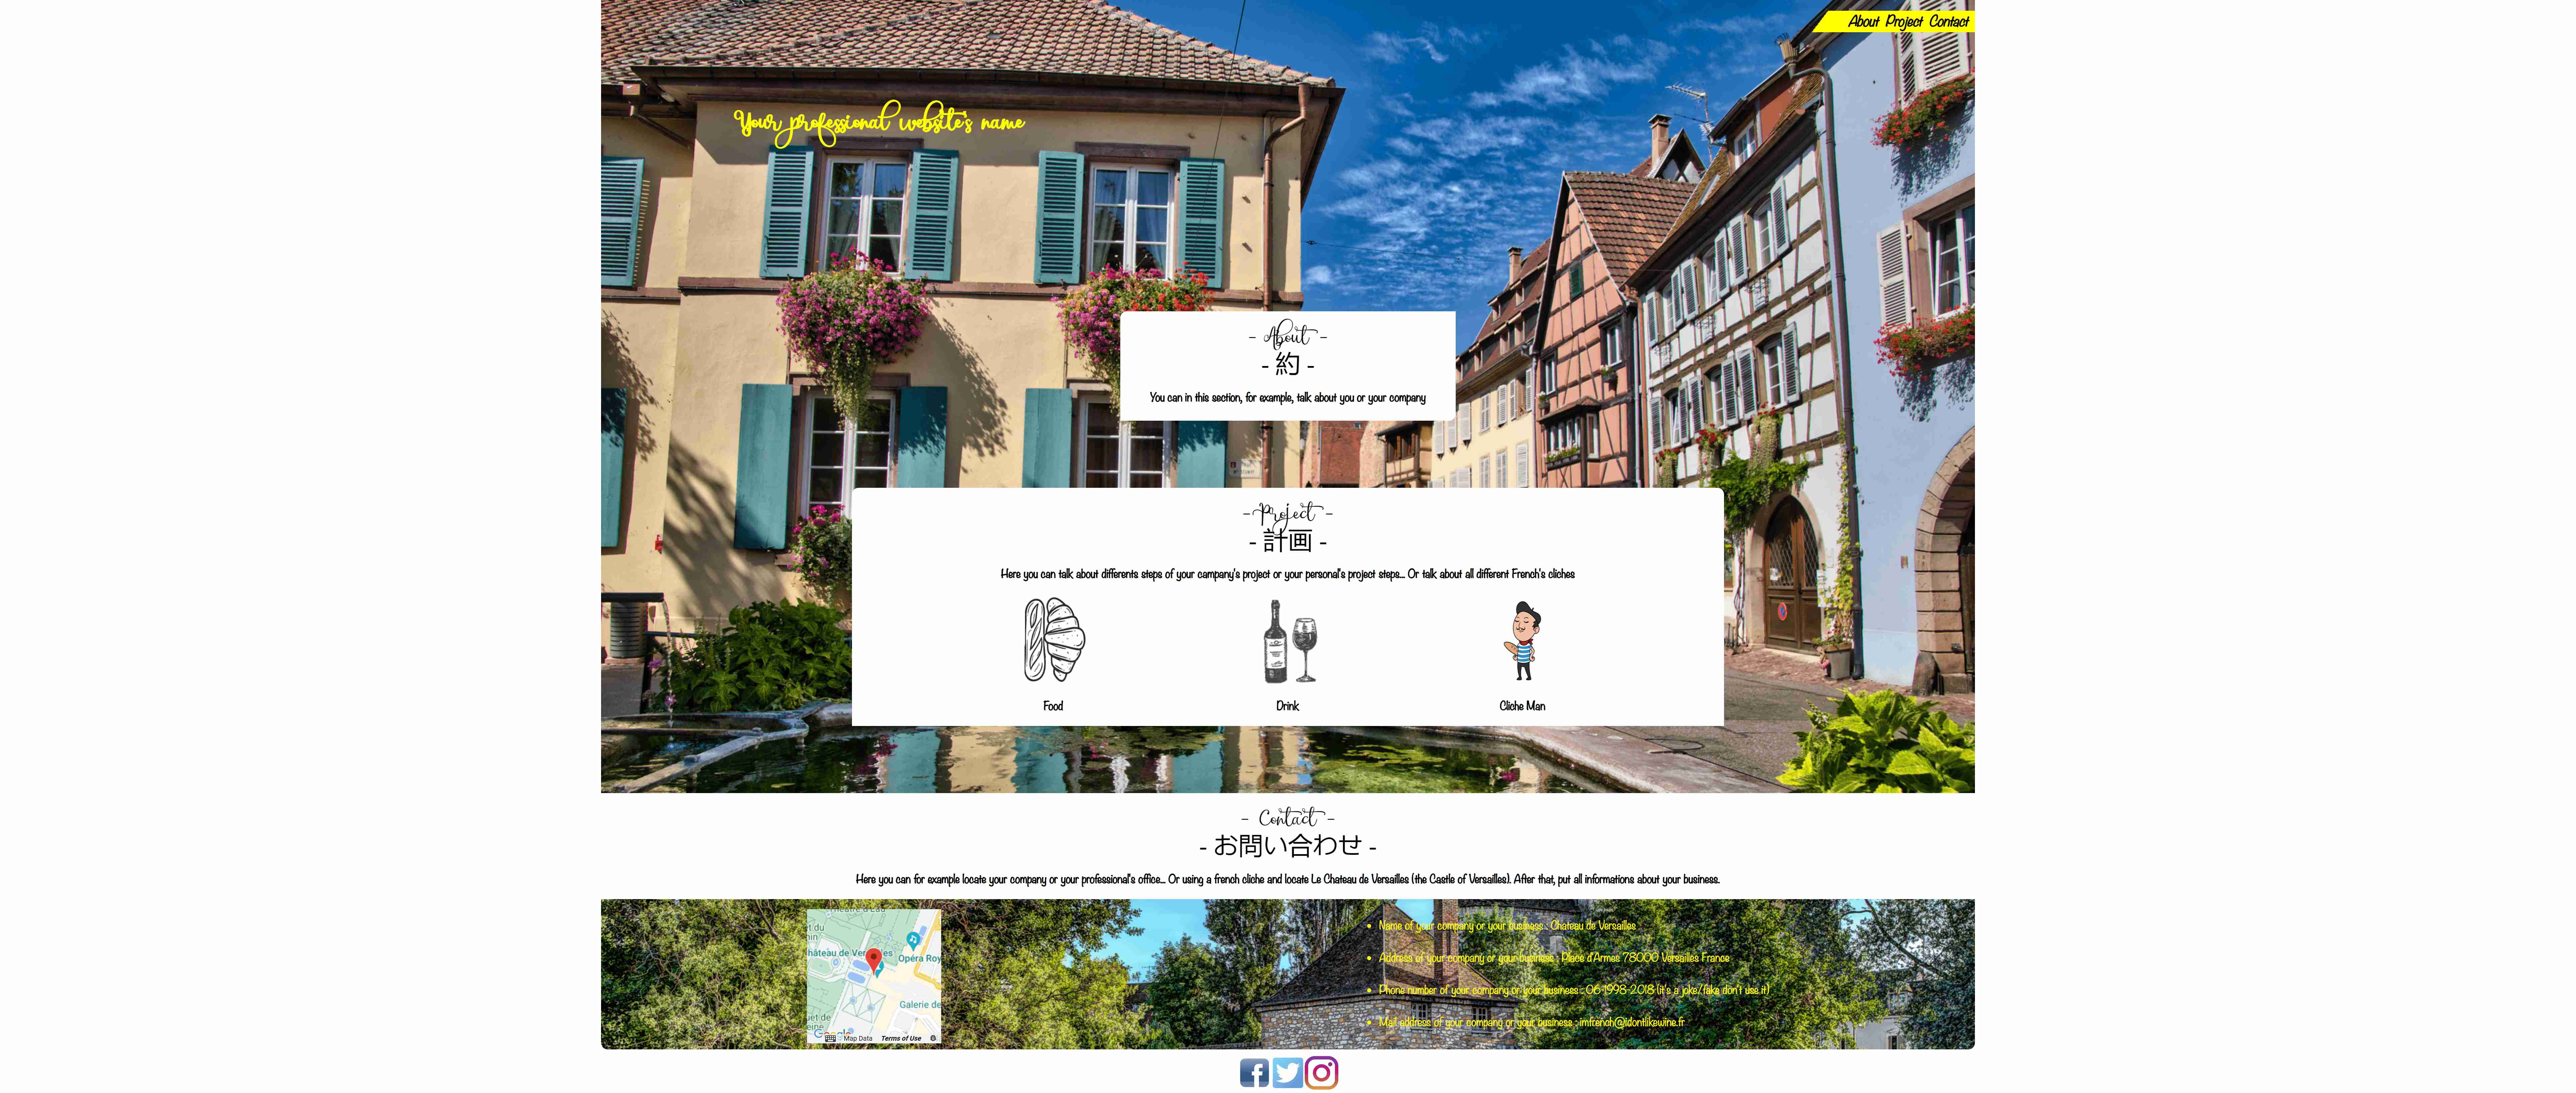 About Project Contact
Your professional website's name
- About -
- 約 -
You can in this section, for example, talk about you or your company
- Project -
- 計画 -
Here you can talk about differents steps of your campany's project or your personal's project steps... Or talk about all different French's cliches
Food
Drink
Cliche Man
- Contact -
- お問い合わせ -
Here you can for example locate your company or your professional's office... Or using a french cliche and locate Le Chateau de Versailles (the Castle of Versailles). After that, put all informations about your business.
Opéra Roy
Galerie de
Google
Map Data Terms of Use
• Name of your company or your business : Chateau de Versailles
• Address of your company or your business : Place d'Armes 78000 Versailles France
• Phone number of your company or your business : 06-1998-2018 (it's a joke/fake don't use it)
• Mail address of your company or your business : imfrench@idontlikewine.fr